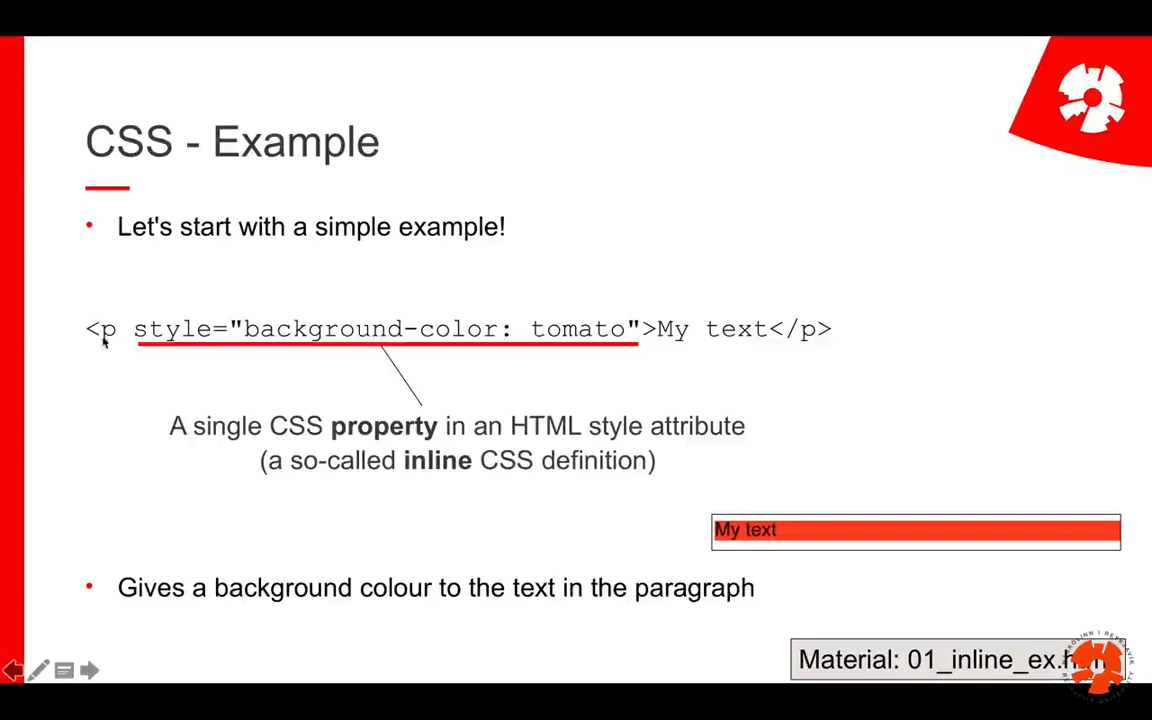 CSS - Example
• Let's start with a simple example!
<p style="background-color: tomato">My text</p>
A single CSS property in an HTML style attribute
(a so-called inline CSS definition)
My text
• Gives a background colour to the text in the paragraph
Material: 01_inline_ex.